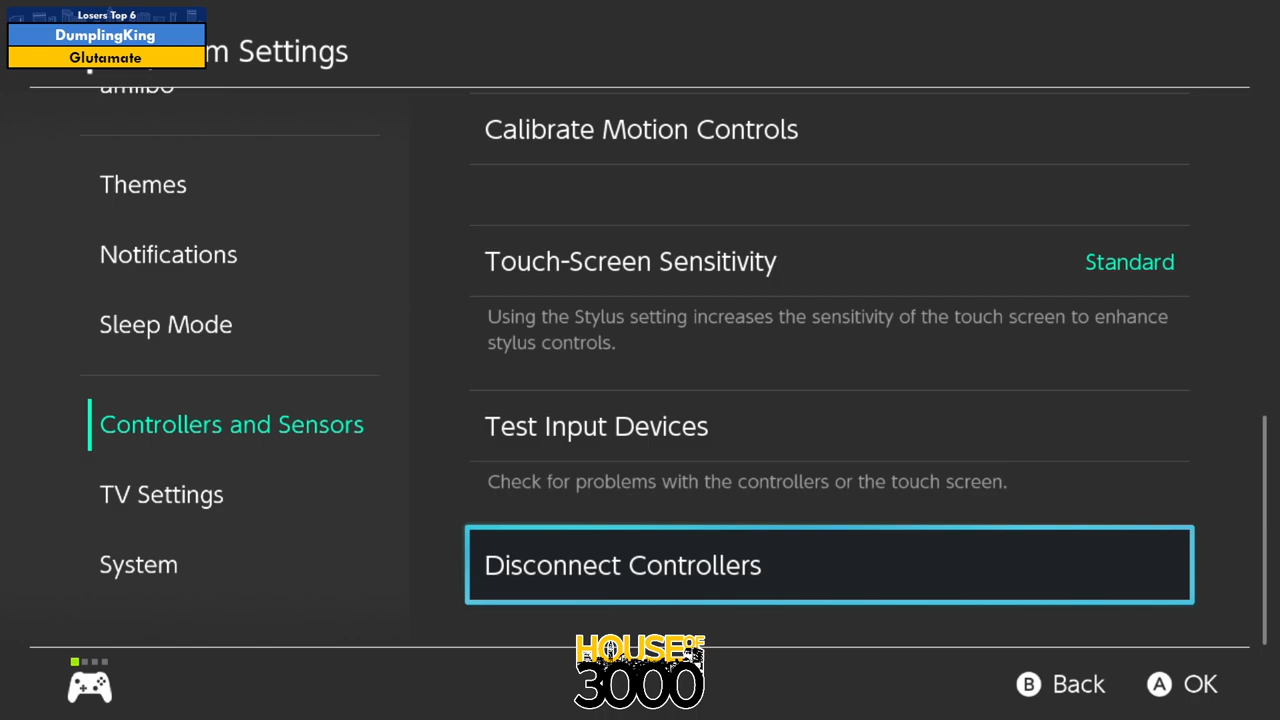 Losers Top 6
DumplingKing
Glutamate
m Settings
amiibo
Themes
Notifications
Sleep Mode
Controllers and Sensors
TV Settings
System
Calibrate Motion Controls
Touch-Screen Sensitivity Standard
Using the Stylus setting increases the sensitivity of the touch screen to enhance
stylus controls.
Test Input Devices
Check for problems with the controllers or the touch screen.
Disconnect Controllers
HOUSE OF
3000
B Back A OK